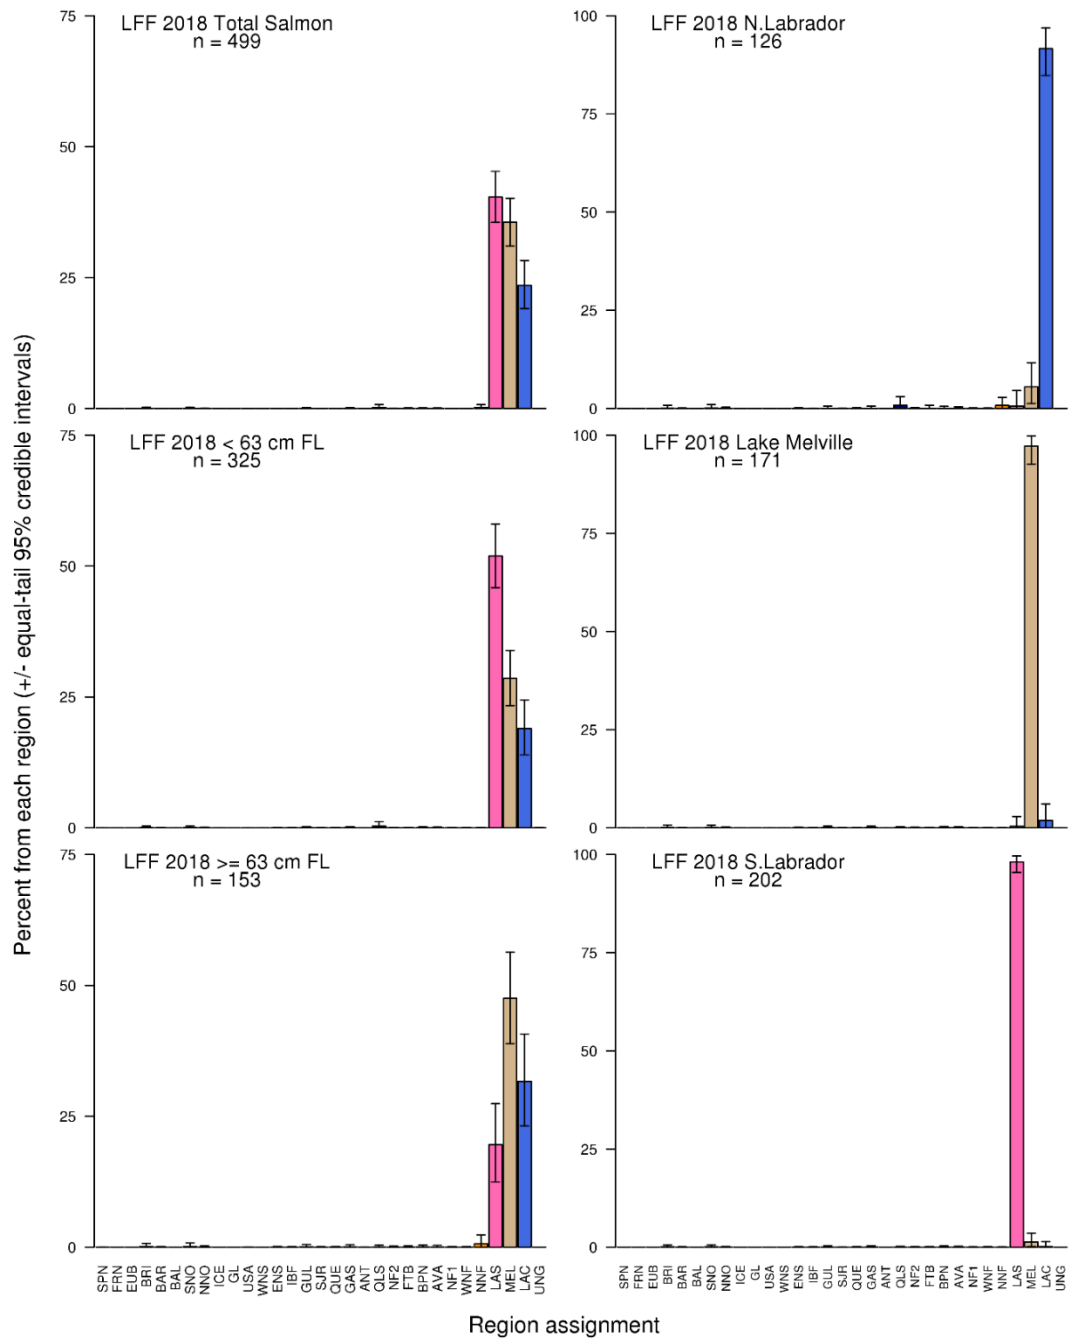 Percent from each region (+/- equal-tail 95% credible intervals)
LFF 2018 Total Salmon
n = 499
75
50
25
0
LFF 2018 N.Labrador
n = 126
100
75
50
25
0
LFF 2018 < 63 cm FL
n = 325
75
50
25
0
LFF 2018 Lake Melville
n = 171
100
75
50
25
0
LFF 2018 >= 63 cm FL
n = 153
75
50
25
0
LFF 2018 S.Labrador
n = 202
100
75
50
25
0
SPN FRN EUB BRI BAR BAL SNO NNO ICE GL USA WNS ENS IBF GUL SJR QUE GAS ANT QLS NF2 FTB BPN AVA NF1 WNF NNF LAS MEL LAC UNG
SPN FRN EUB BRI BAR BAL SNO NNO ICE GL USA WNS ENS IBF GUL SJR QUE GAS ANT QLS NF2 FTB BPN AVA NF1 WNF NNF LAS MEL LAC UNG
Region assignment